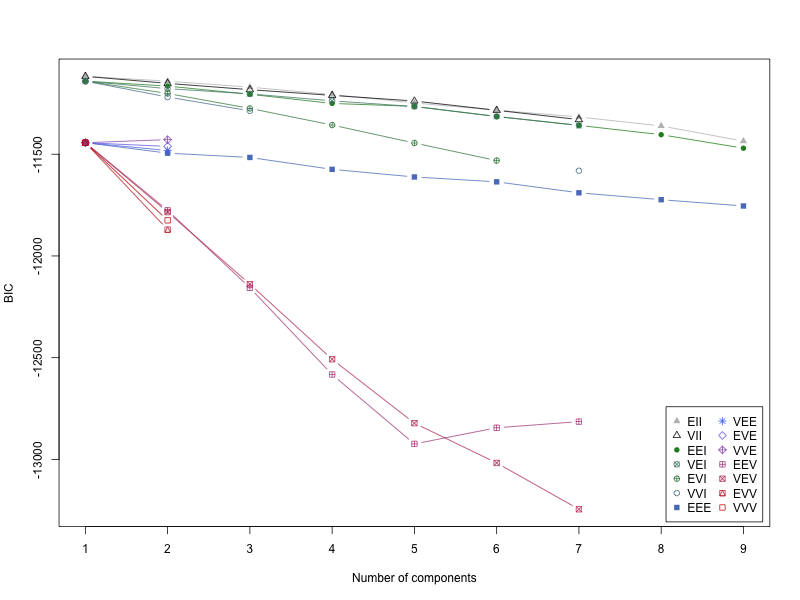 -11500
-12000
-12500
-13000
BIC
1 2 3 4 5 6 7 8 9
Number of components
EII
VII
EEI
VEI
EVI
VVI
EEE
VEE
EVE
VVE
EEV
VEV
EVV
VVV